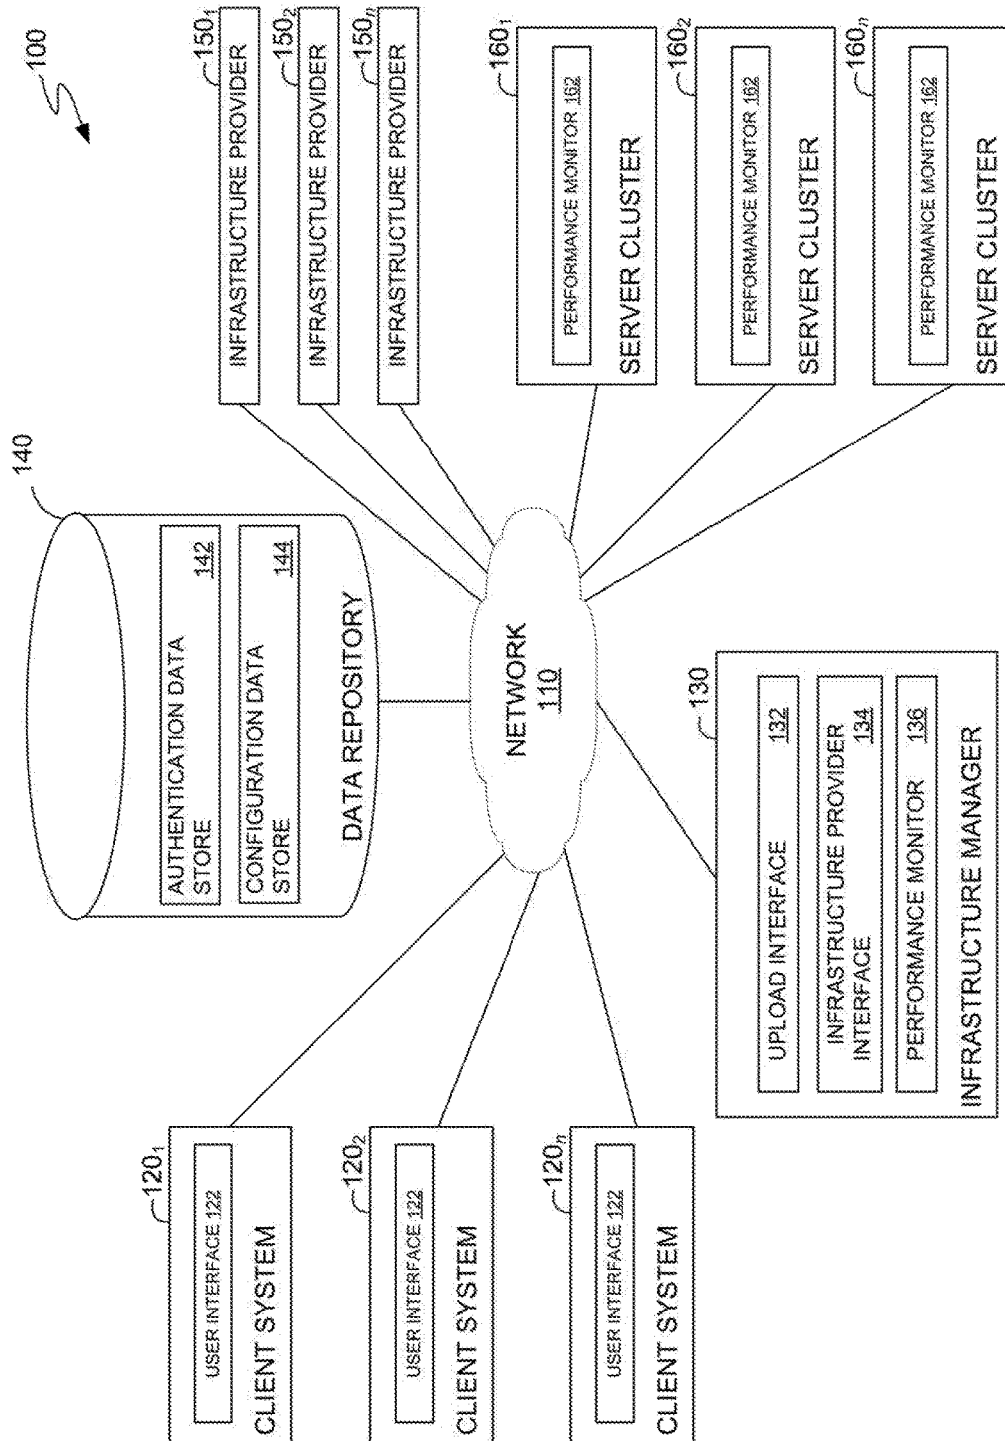 100
120₁
USER INTERFACE 122
CLIENT SYSTEM
120₂
USER INTERFACE 122
CLIENT SYSTEM
120ₙ
USER INTERFACE 122
CLIENT SYSTEM
140
AUTHENTICATION DATA
STORE 142
CONFIGURATION DATA
STORE 144
DATA REPOSITORY
NETWORK
110
130
UPLOAD INTERFACE 132
INFRASTRUCTURE PROVIDER
INTERFACE 134
PERFORMANCE MONITOR 136
INFRASTRUCTURE MANAGER
150₁
INFRASTRUCTURE PROVIDER
150₂
INFRASTRUCTURE PROVIDER
150ₙ
INFRASTRUCTURE PROVIDER
160₁
PERFORMANCE MONITOR 162
SERVER CLUSTER
160₂
PERFORMANCE MONITOR 162
SERVER CLUSTER
160ₙ
PERFORMANCE MONITOR 162
SERVER CLUSTER